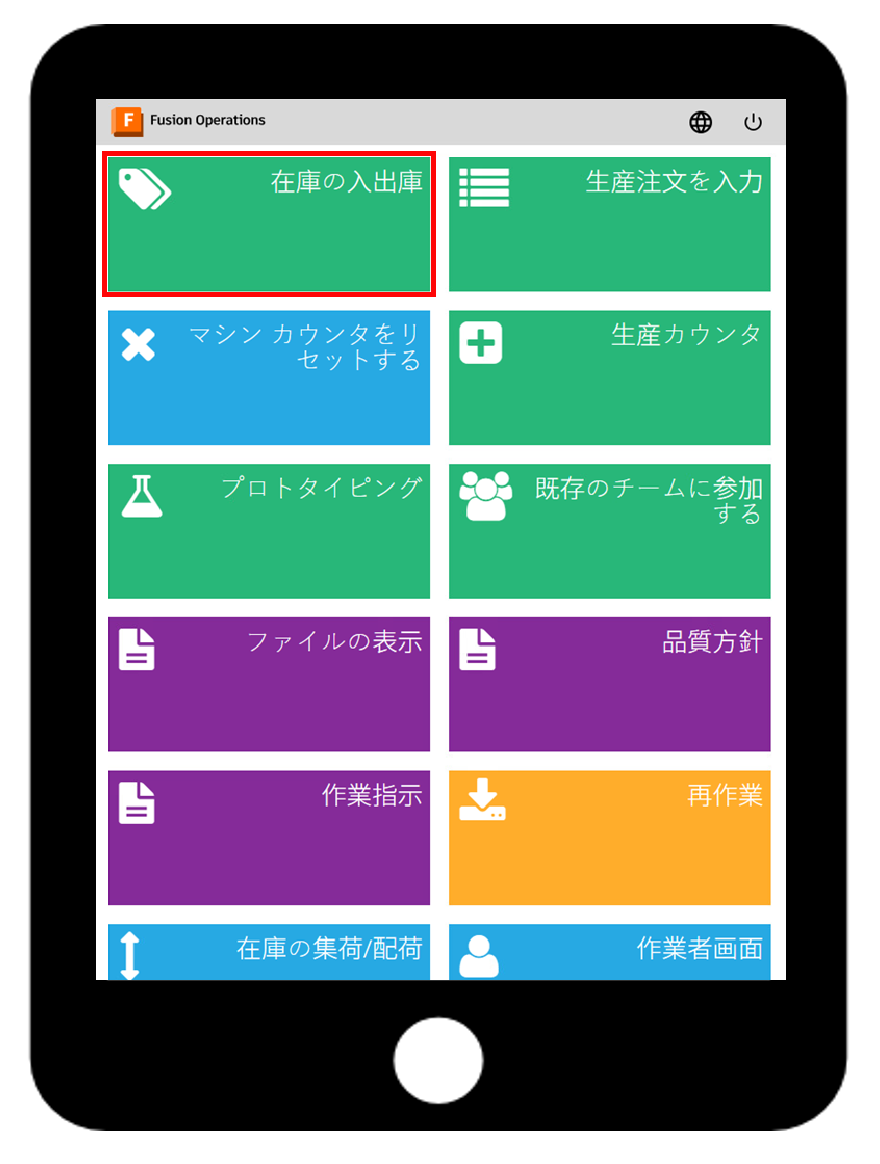 F Fusion Operations
在庫の入出庫
生産注文を入力
マシン カウンタをリ
セットする
生産カウンタ
プロトタイピング
既存のチームに参加
する
ファイルの表示
品質方針
作業指示
再作業
在庫の集荷/配荷
作業者画面